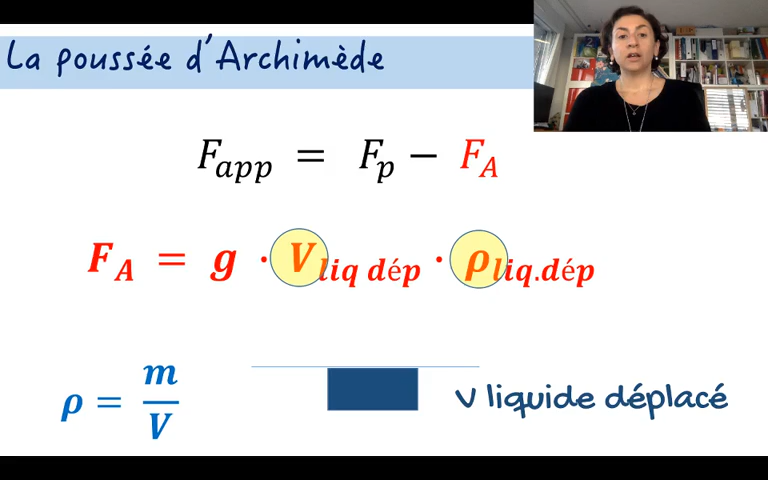 La poussée d'Archimède
F_app = F_p − F_A
F_A = g · V_liq dép · ρ_liq.dép
ρ = m/V
V liquide déplacé